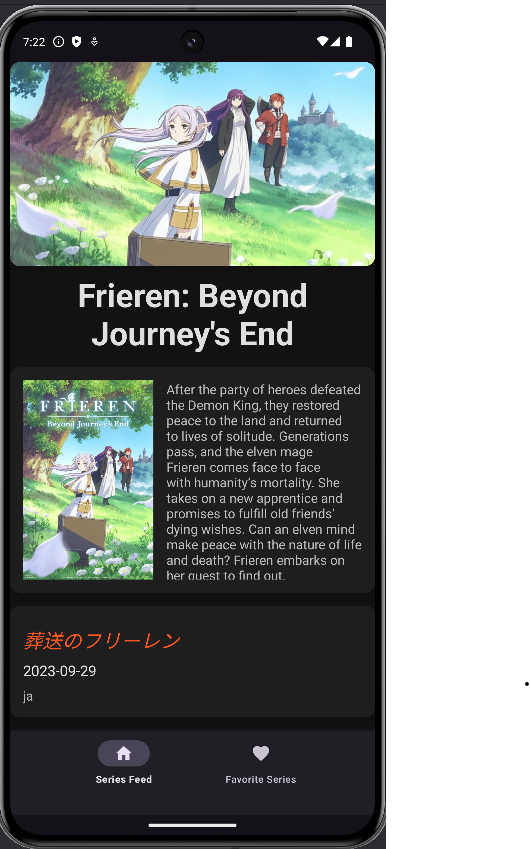 7:22
Frieren: Beyond
Journey's End
FRIEREN
Beyond Journey's End
After the party of heroes defeated
the Demon King, they restored
peace to the land and returned
to lives of solitude. Generations
pass, and the elven mage
Frieren comes face to face
with humanity’s mortality. She
takes on a new apprentice and
promises to fulfill old friends’
dying wishes. Can an elven mind
make peace with the nature of life
and death? Frieren embarks on
her quest to find out.
葬送のフリーレン
2023-09-29
ja
Series Feed
Favorite Series